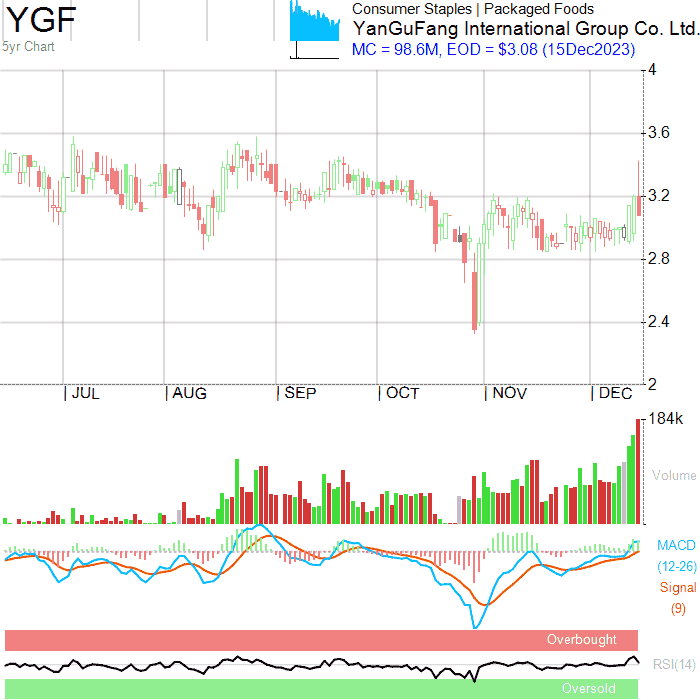 YGF
5yr Chart
Consumer Staples | Packaged Foods
YanGuFang International Group Co. Ltd.
MC = 98.6M, EOD = $3.08 (15Dec2023)
4
3.6
3.2
2.8
2.4
2
| JUL | AUG | SEP | OCT | NOV | DEC
184k
Volume
MACD
(12-26)
Signal
(9)
Overbought
RSI(14)
Oversold